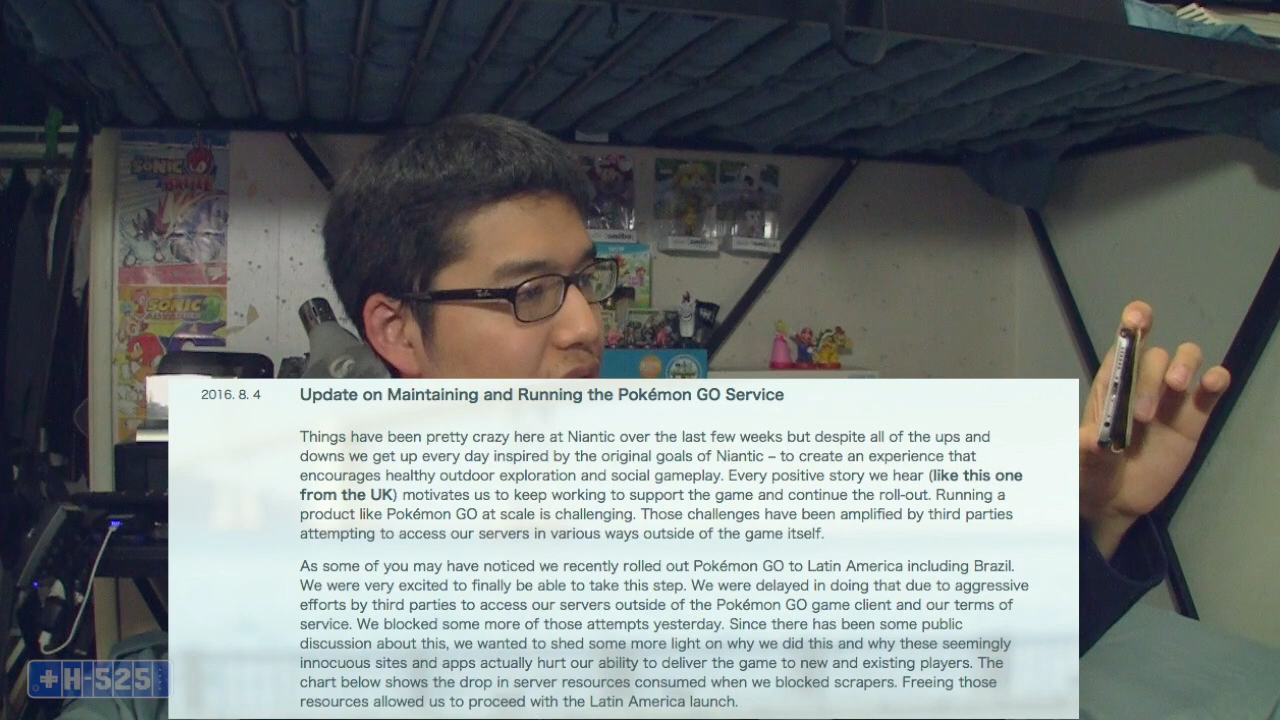 SONIC
BATTLE
SONIC
amiibo
amiibo
amiibo
2016. 8. 4
Update on Maintaining and Running the Pokémon GO Service
Things have been pretty crazy here at Niantic over the last few weeks but despite all of the ups and
downs we get up every day inspired by the original goals of Niantic – to create an experience that
encourages healthy outdoor exploration and social gameplay. Every positive story we hear (like this one
from the UK) motivates us to keep working to support the game and continue the roll-out. Running a
product like Pokémon GO at scale is challenging. Those challenges have been amplified by third parties
attempting to access our servers in various ways outside of the game itself.
As some of you may have noticed we recently rolled out Pokémon GO to Latin America including Brazil.
We were very excited to finally be able to take this step. We were delayed in doing that due to aggressive
efforts by third parties to access our servers outside of the Pokémon GO game client and our terms of
service. We blocked some more of those attempts yesterday. Since there has been some public
discussion about this, we wanted to shed some more light on why we did this and why these seemingly
innocuous sites and apps actually hurt our ability to deliver the game to new and existing players. The
chart below shows the drop in server resources consumed when we blocked scrapers. Freeing those
resources allowed us to proceed with the Latin America launch.
H-525